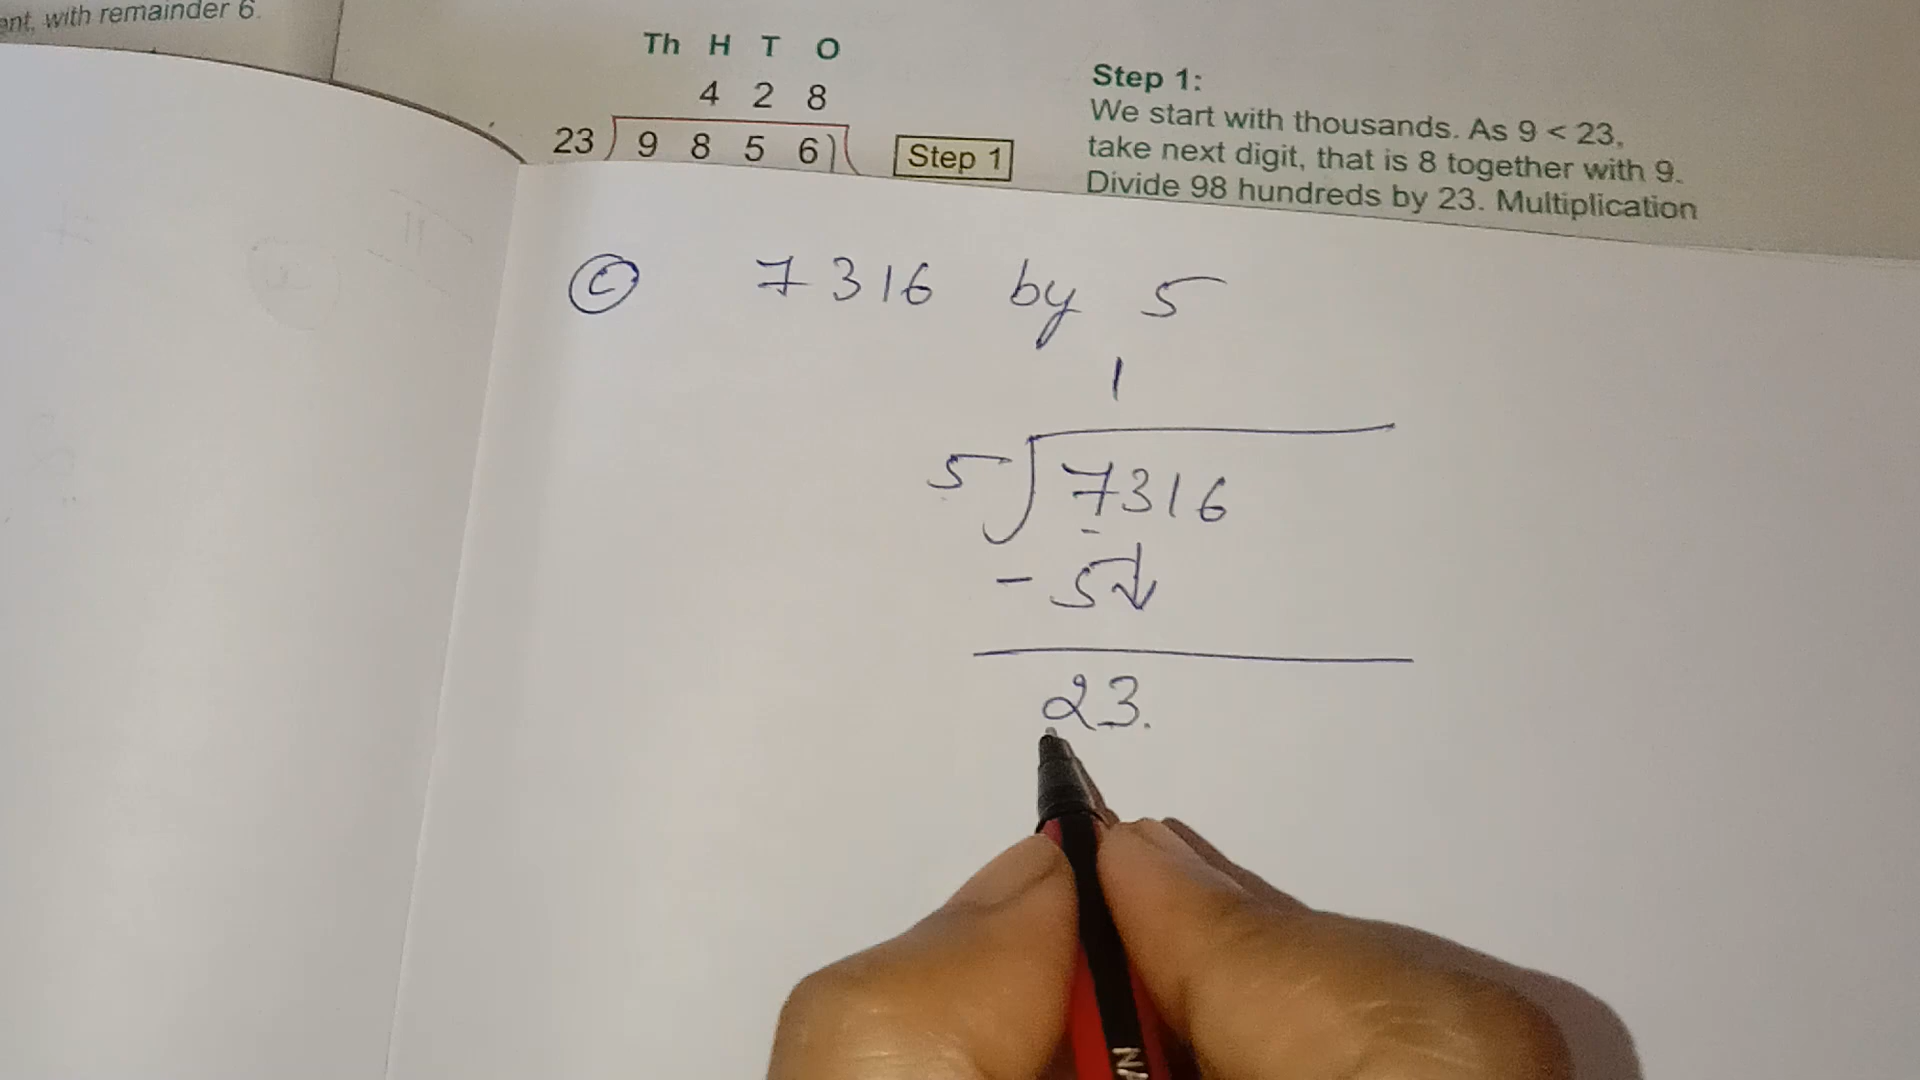 ent, with remainder 6.
Th H T O
4 2 8
23 ) 9 8 5 6 (
Step 1
Step 1:
We start with thousands. As 9 < 23,
take next digit, that is 8 together with 9.
Divide 98 hundreds by 23. Multiplication
C 7316 by 5
1
5 7316
- 5
23.
NA